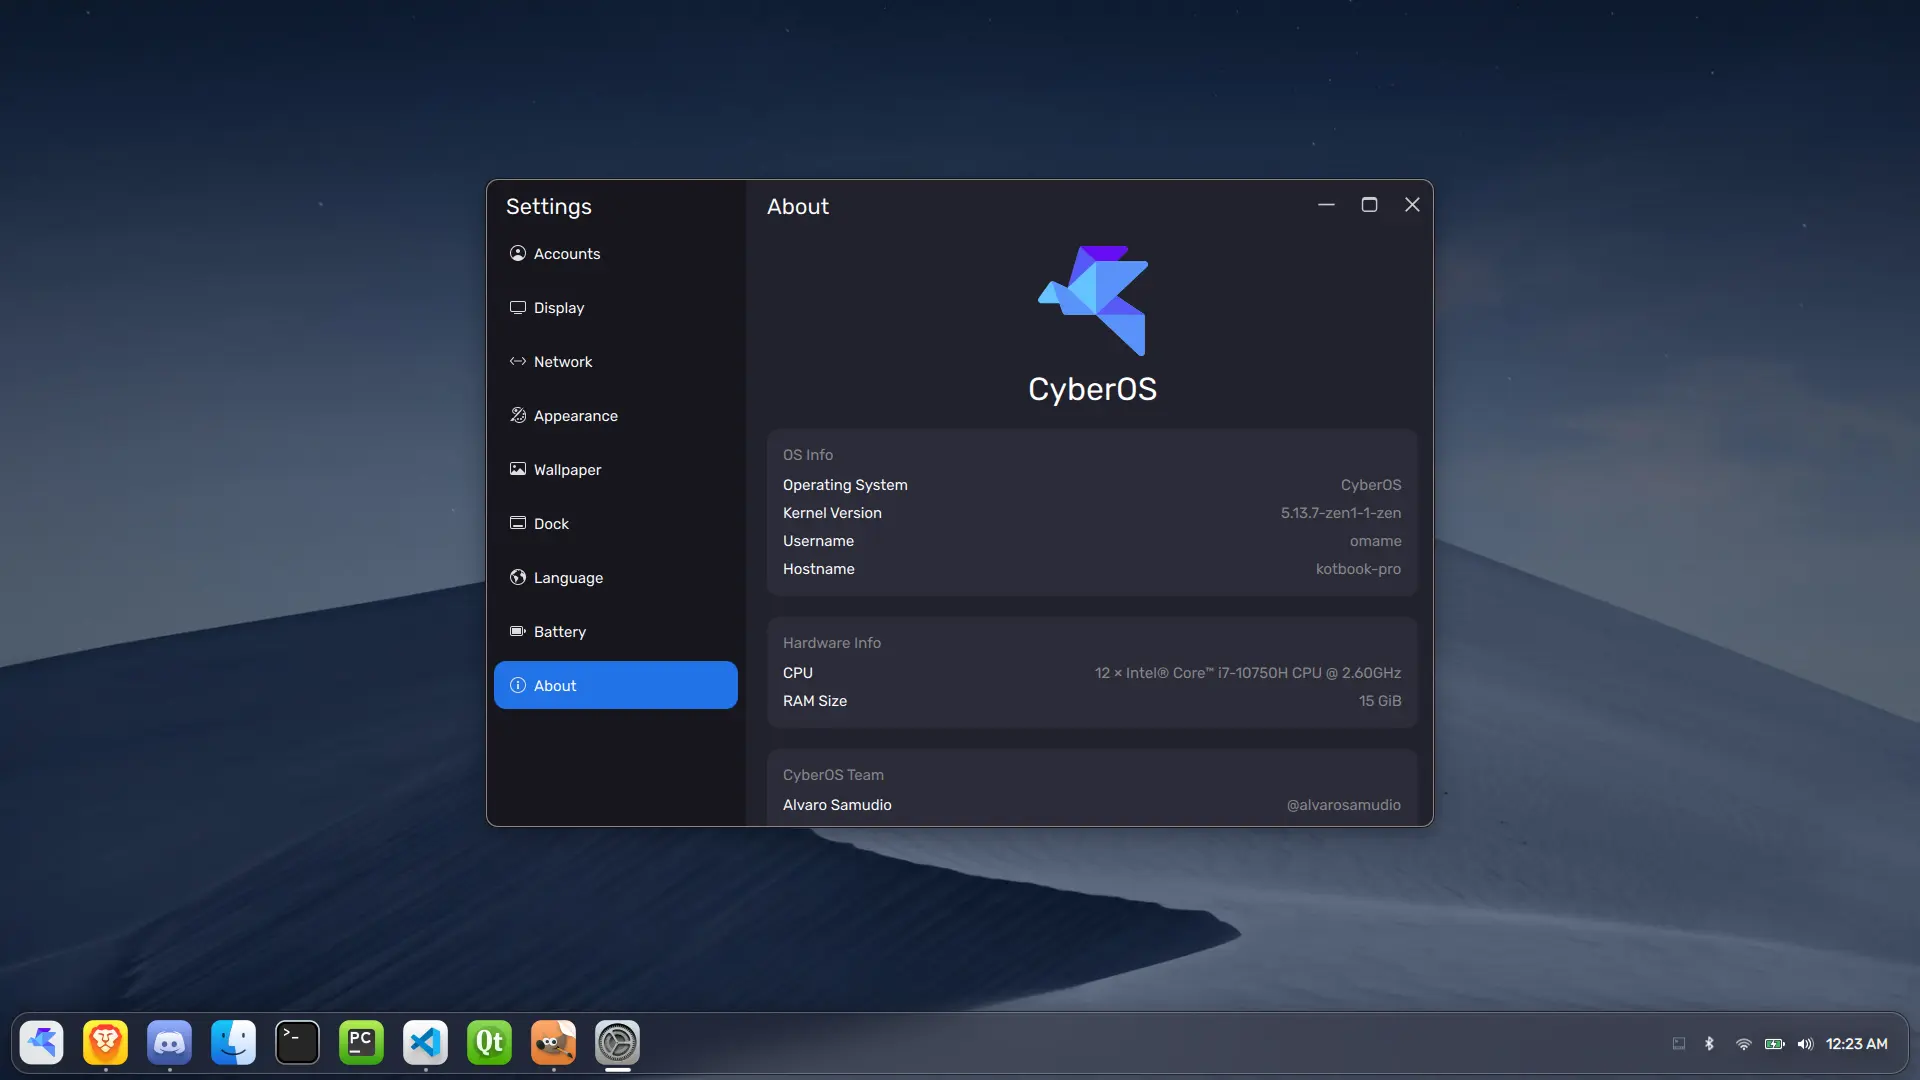 Settings
Accounts
Display
Network
Appearance
Wallpaper
Dock
Language
Battery
About
About
CyberOS
OS Info
Operating System CyberOS
Kernel Version 5.13.7-zen1-1-zen
Username omame
Hostname kotbook-pro
Hardware Info
CPU 12 × Intel® Core™ i7-10750H CPU @ 2.60GHz
RAM Size 15 GiB
CyberOS Team
Alvaro Samudio @alvarosamudio
>_
PC
Qt
12:23 AM